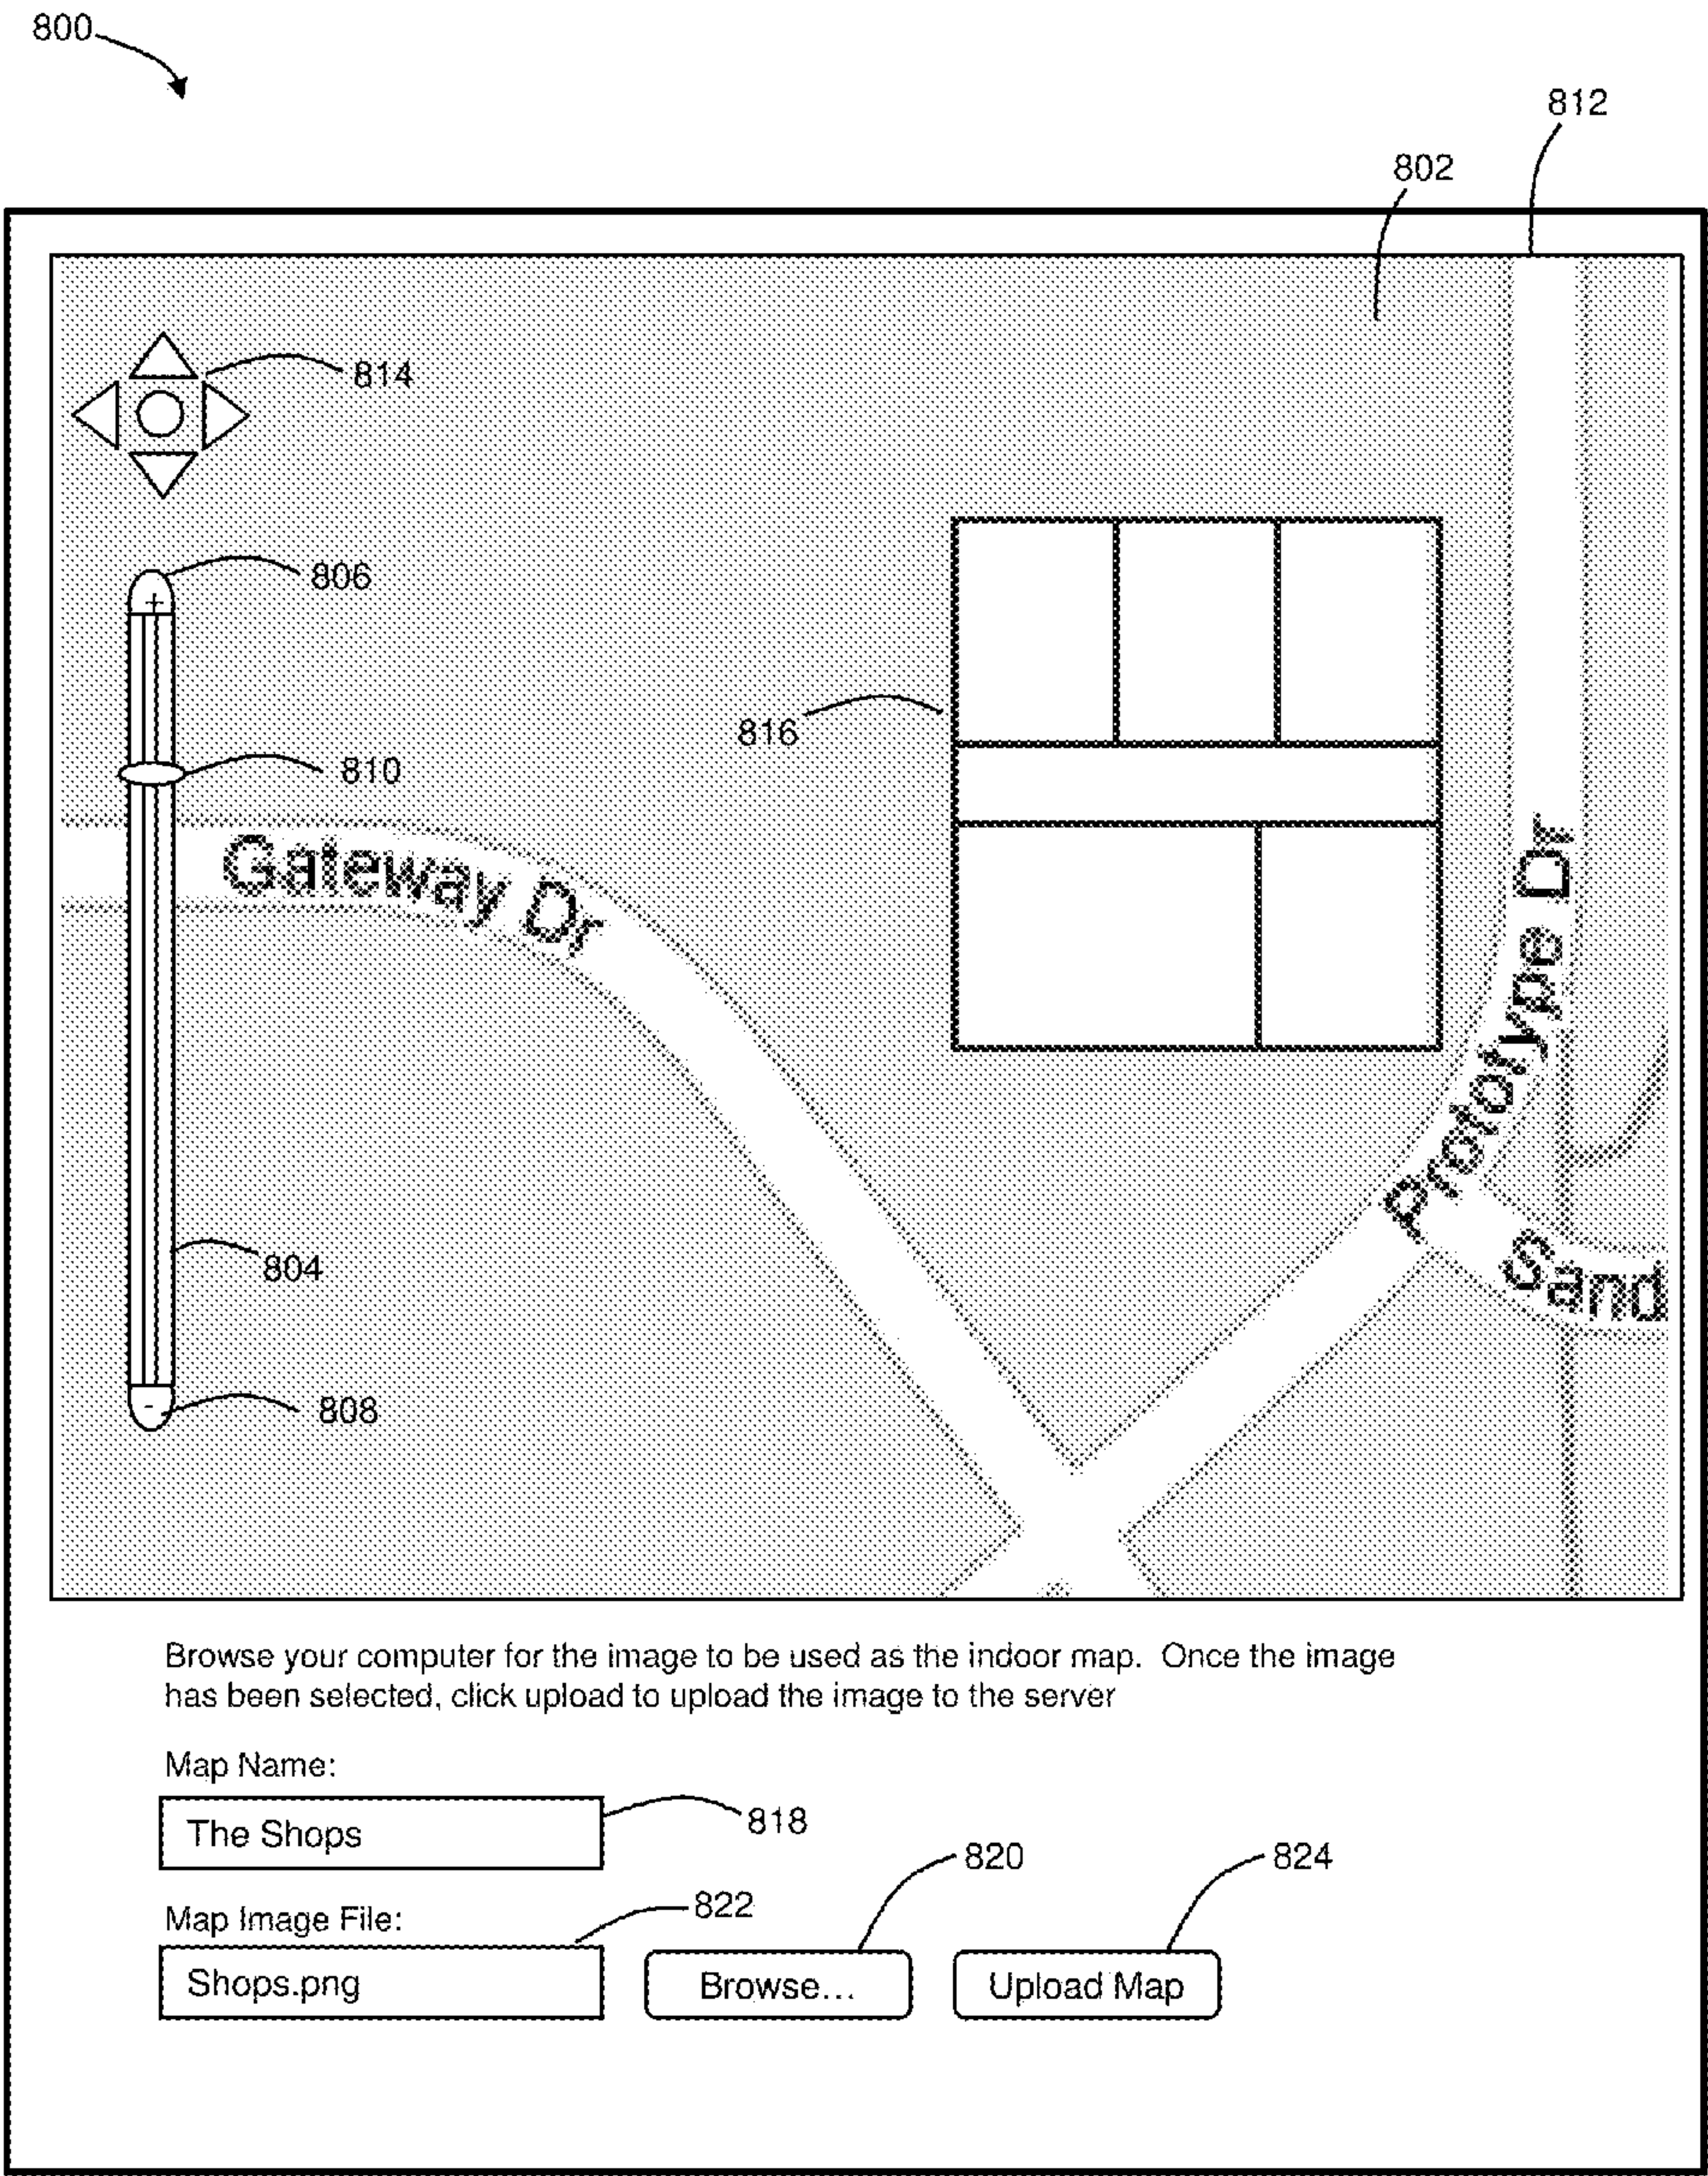 800
812
802
814
806
816
810
Gateway Dr
Prototype Dr
Sand
804
808
Browse your computer for the image to be used as the indoor map. Once the image
has been selected, click upload to upload the image to the server
Map Name:
The Shops
818
820
824
Map Image File:
822
Shops.png
Browse...
Upload Map
+
-